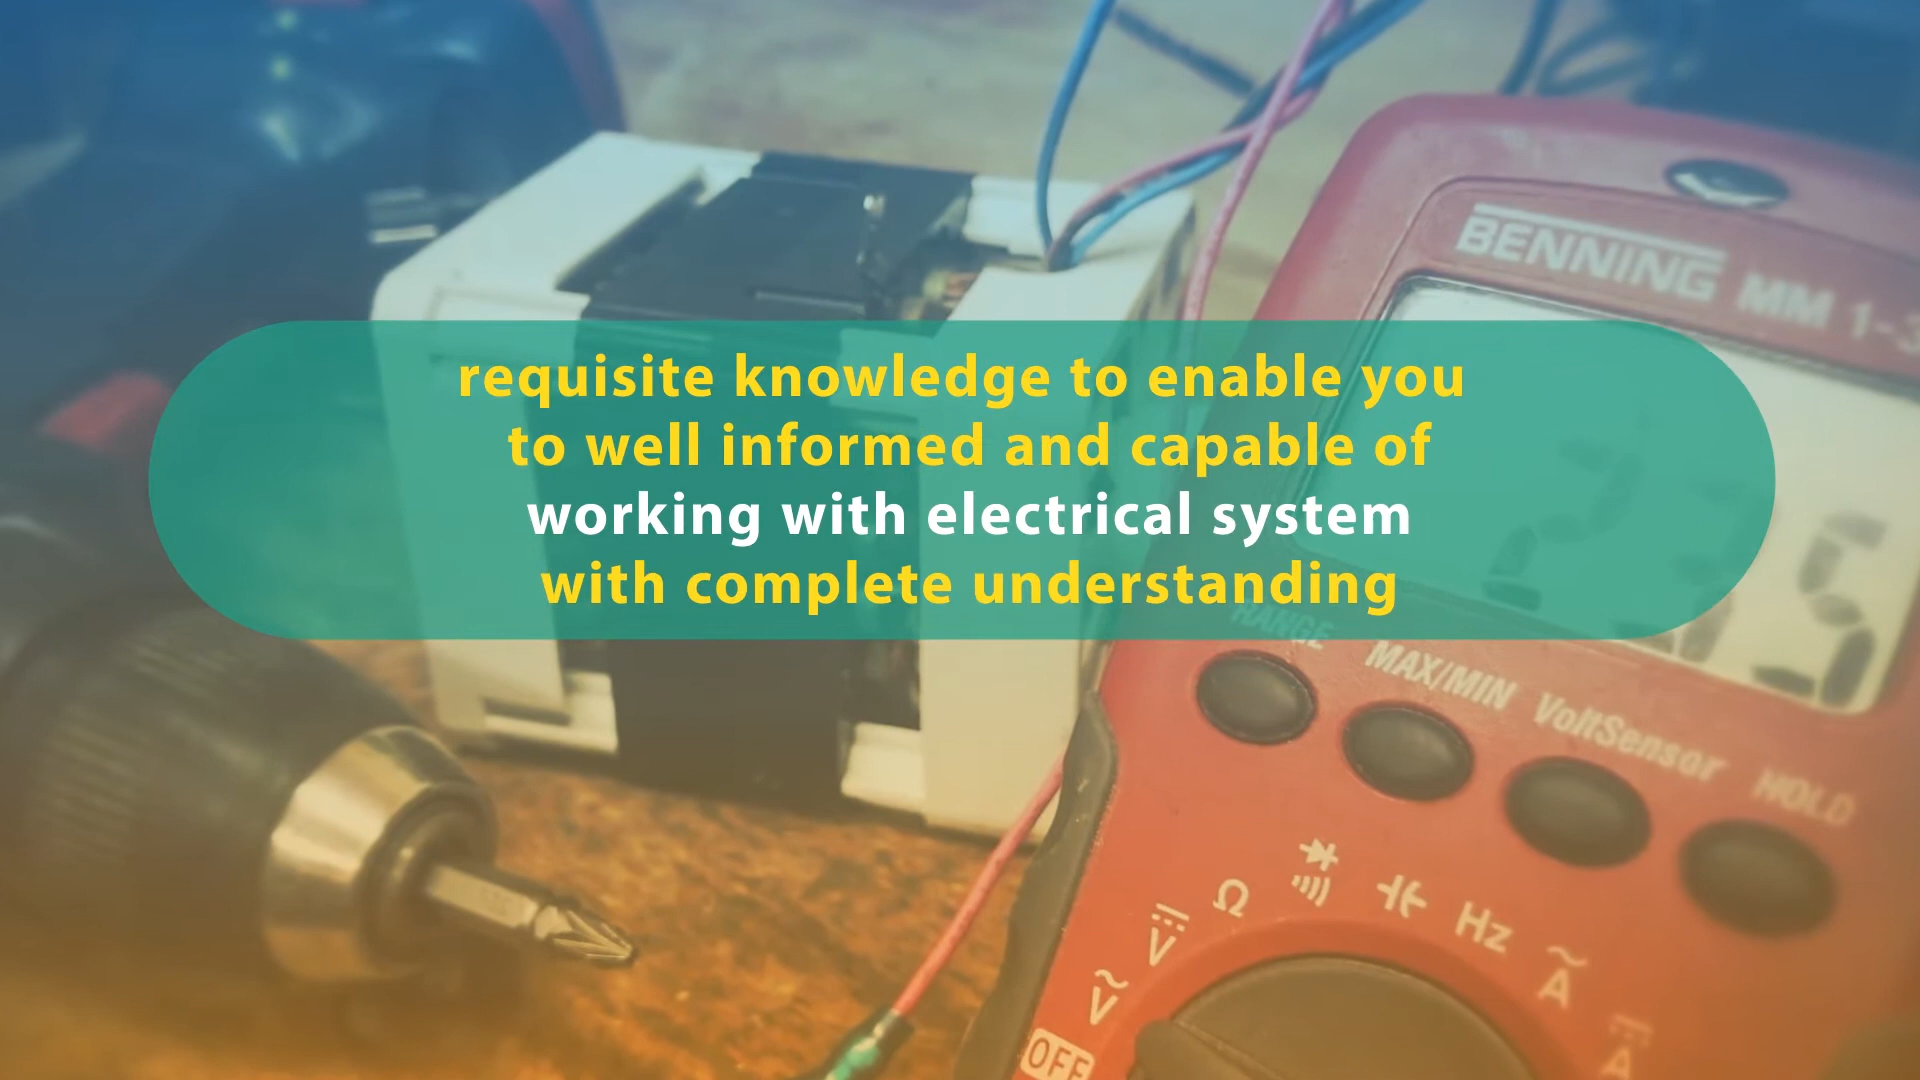 BENNING MM 1-3
requisite knowledge to enable you
to well informed and capable of
working with electrical system
with complete understanding
RANGE MAX/MIN VoltSensor HOLD
Ω Hz
V A
V A
OFF